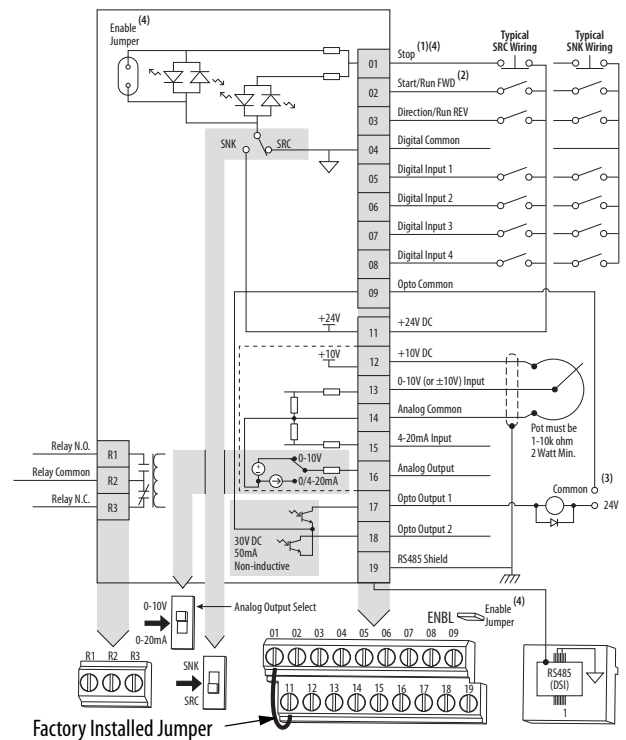 Enable (4)
Jumper
Typical
SRC Wiring
Typical
SNK Wiring
01 Stop (1)(4)
02 Start/Run FWD (2)
03 Direction/Run REV
SNK SRC
04 Digital Common
05 Digital Input 1
06 Digital Input 2
07 Digital Input 3
08 Digital Input 4
09 Opto Common
+24V 11 +24V DC
+10V 12 +10V DC
13 0-10V (or ±10V) Input
14 Analog Common
Pot must be
1-10k ohm
2 Watt Min.
15 4-20mA Input
0-10V
0/4-20mA
16 Analog Output
Relay N.O. R1
Relay Common R2
Relay N.C. R3
17 Opto Output 1
Common (3)
24V
18 Opto Output 2
30V DC
50mA
Non-inductive
19 RS485 Shield
0-10V
0-20mA
Analog Output Select
ENBL Enable (4)
Jumper
R1 R2 R3
SNK
SRC
01 02 03 04 05 06 07 08 09
11 12 13 14 15 16 17 18 19
RS485
(DSI)
1
Factory Installed Jumper